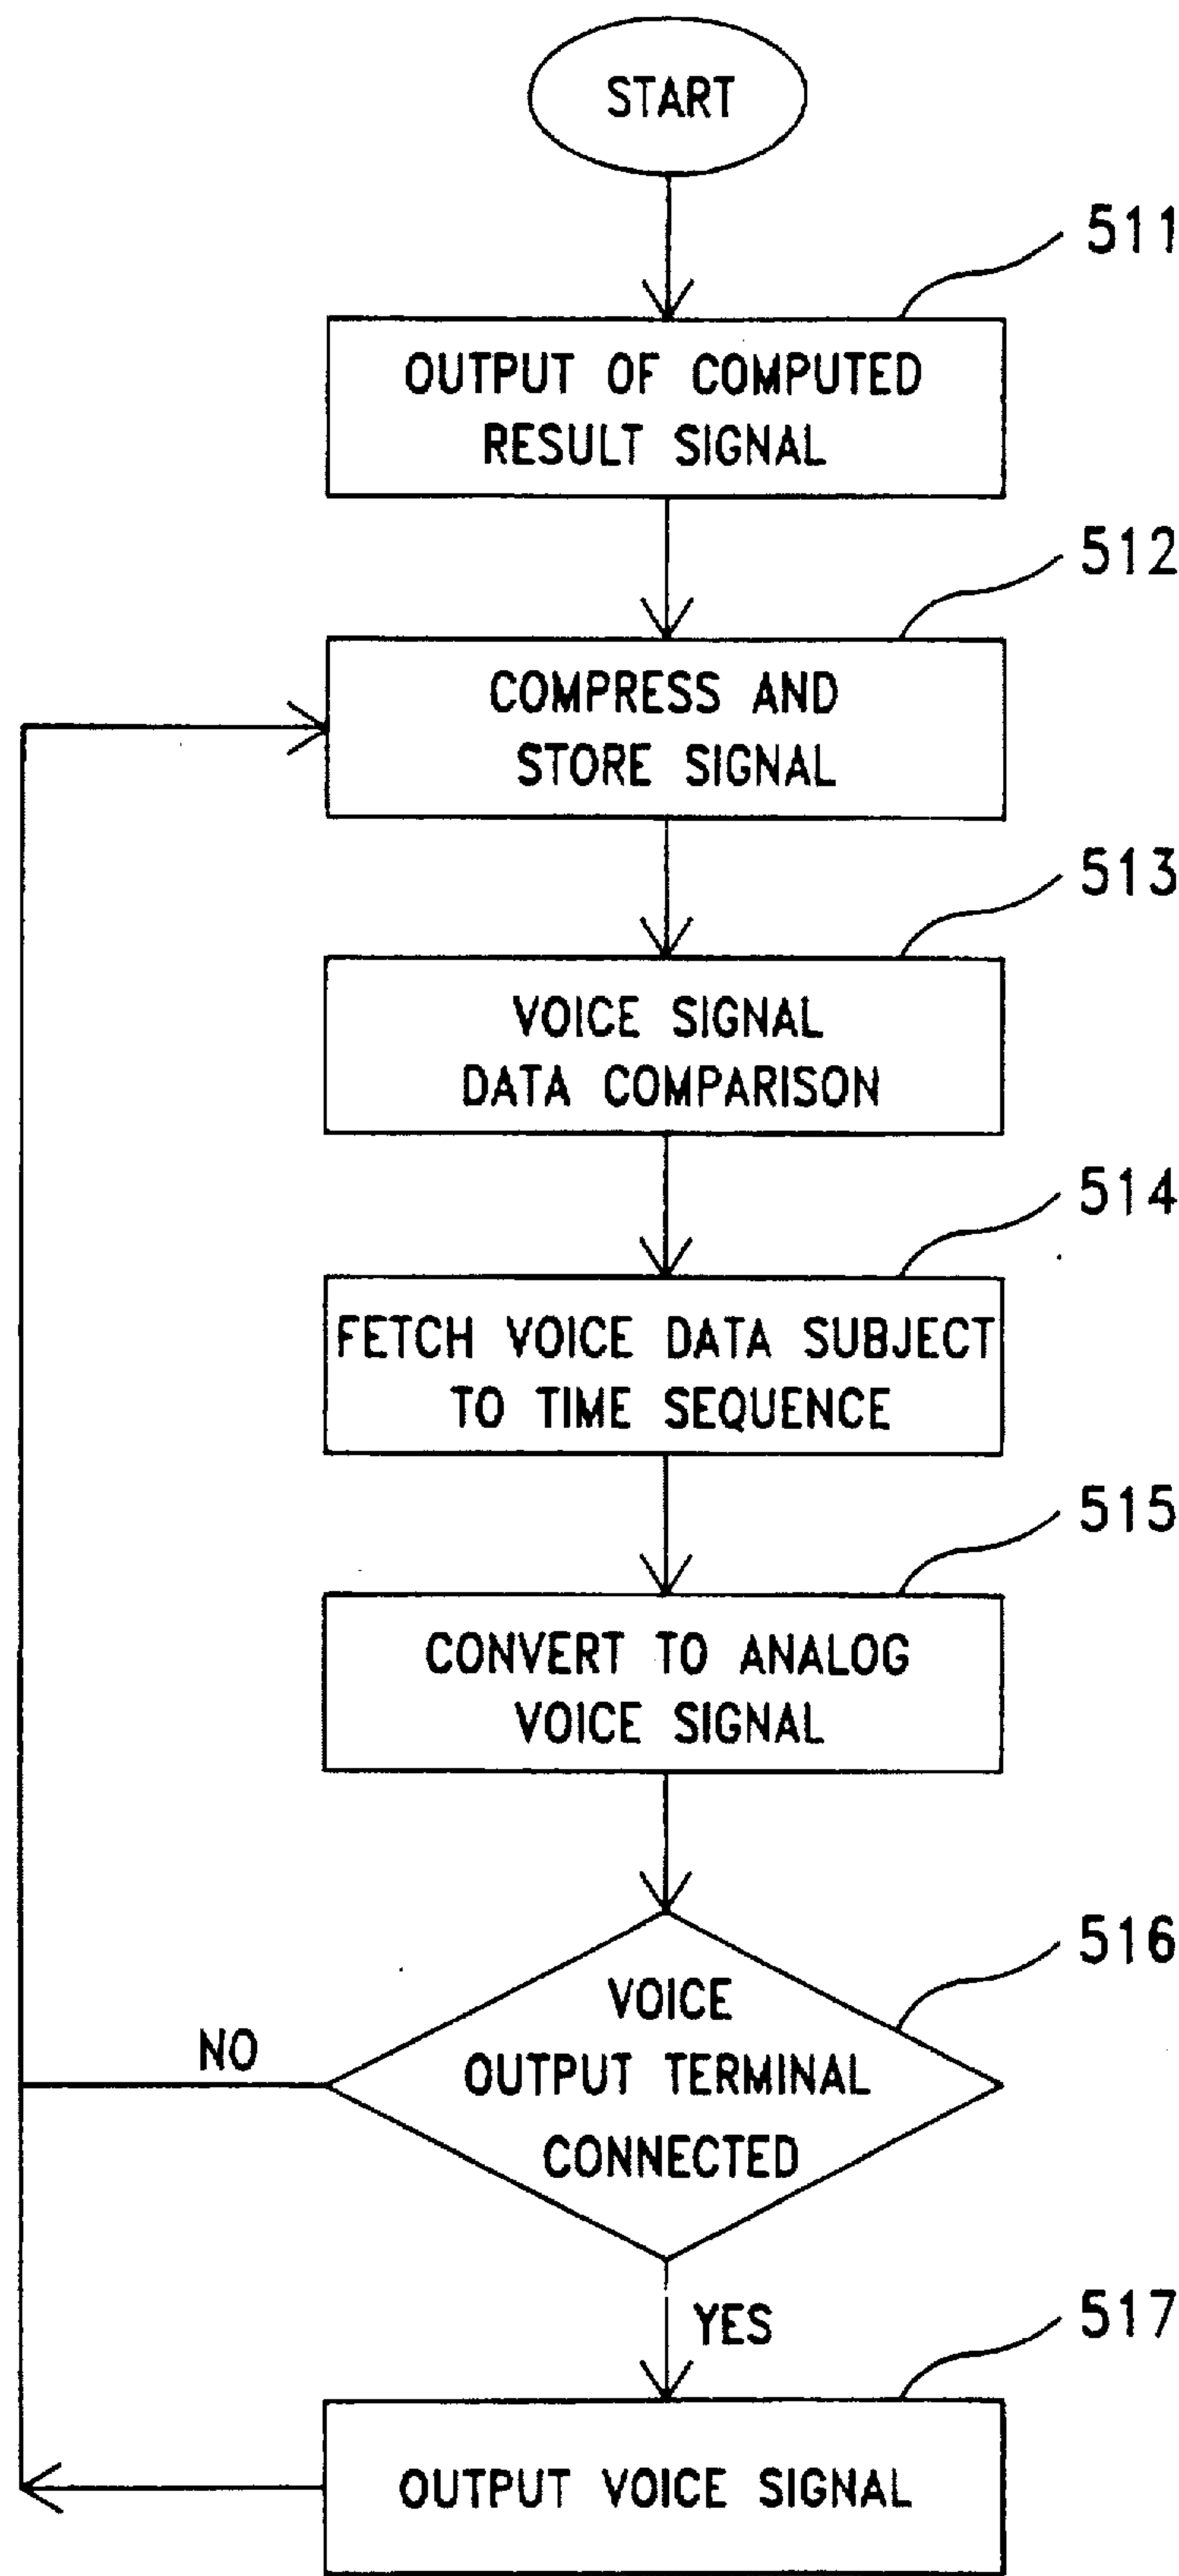 START
511
OUTPUT OF COMPUTED
RESULT SIGNAL
512
COMPRESS AND
STORE SIGNAL
513
VOICE SIGNAL
DATA COMPARISON
514
FETCH VOICE DATA SUBJECT
TO TIME SEQUENCE
515
CONVERT TO ANALOG
VOICE SIGNAL
516
VOICE
OUTPUT TERMINAL
CONNECTED
NO
YES
517
OUTPUT VOICE SIGNAL